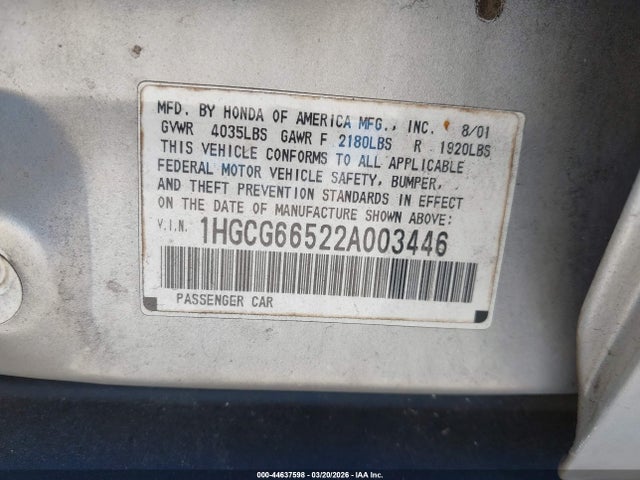 MFD. BY HONDA OF AMERICA MFG., INC. 8/01
GVWR 4035LBS GAWR F 2180LBS R 1920LBS
THIS VEHICLE CONFORMS TO ALL APPLICABLE
FEDERAL MOTOR VEHICLE SAFETY, BUMPER,
AND THEFT PREVENTION STANDARDS IN EFFECT
ON THE DATE OF MANUFACTURE SHOWN ABOVE:
V.I.N. 1HGCG66522A003446
PASSENGER CAR
000-44637598 — 03/20/2026 — IAA Inc.